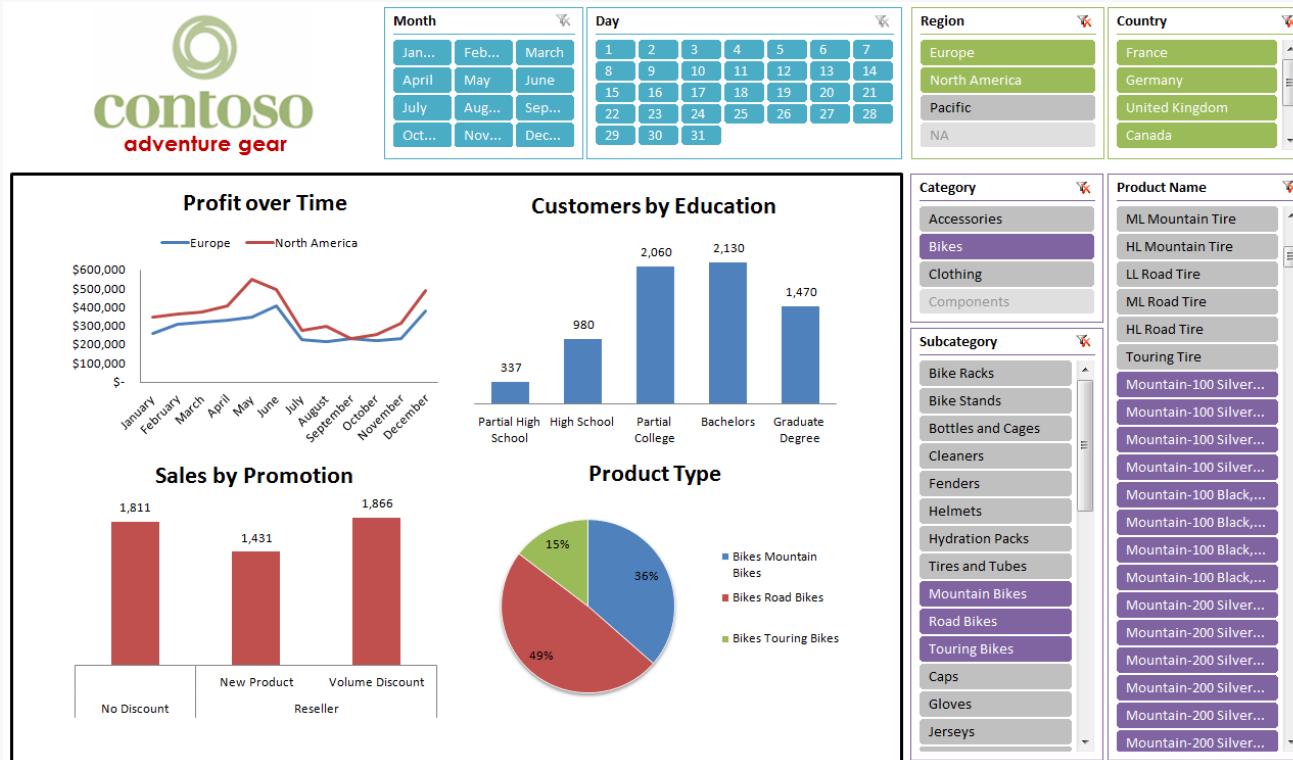 contoso
adventure gear
Month
Jan... Feb... March
April May June
July Aug... Sep...
Oct... Nov... Dec...
Day
1 2 3 4 5 6 7
8 9 10 11 12 13 14
15 16 17 18 19 20 21
22 23 24 25 26 27 28
29 30 31
Region
Europe
North America
Pacific
NA
Country
France
Germany
United Kingdom
Canada
Profit over Time
Europe North America
$600,000
$500,000
$400,000
$300,000
$200,000
$100,000
$-
January February March April May June July August September October November December
Customers by Education
337 980 2,060 2,130 1,470
Partial High School
High School
Partial College
Bachelors
Graduate Degree
Sales by Promotion
1,811 1,431 1,866
New Product Volume Discount
No Discount Reseller
Product Type
15%
36%
49%
Bikes Mountain
Bikes
Bikes Road Bikes
Bikes Touring Bikes
Category
Accessories
Bikes
Clothing
Components
Subcategory
Bike Racks
Bike Stands
Bottles and Cages
Cleaners
Fenders
Helmets
Hydration Packs
Tires and Tubes
Mountain Bikes
Road Bikes
Touring Bikes
Caps
Gloves
Jerseys
Product Name
ML Mountain Tire
HL Mountain Tire
LL Road Tire
ML Road Tire
HL Road Tire
Touring Tire
Mountain-100 Silver...
Mountain-100 Silver...
Mountain-100 Silver...
Mountain-100 Silver...
Mountain-100 Black,...
Mountain-100 Black,...
Mountain-100 Black,...
Mountain-100 Black,...
Mountain-200 Silver...
Mountain-200 Silver...
Mountain-200 Silver...
Mountain-200 Silver...
Mountain-200 Silver...
Mountain-200 Silver...